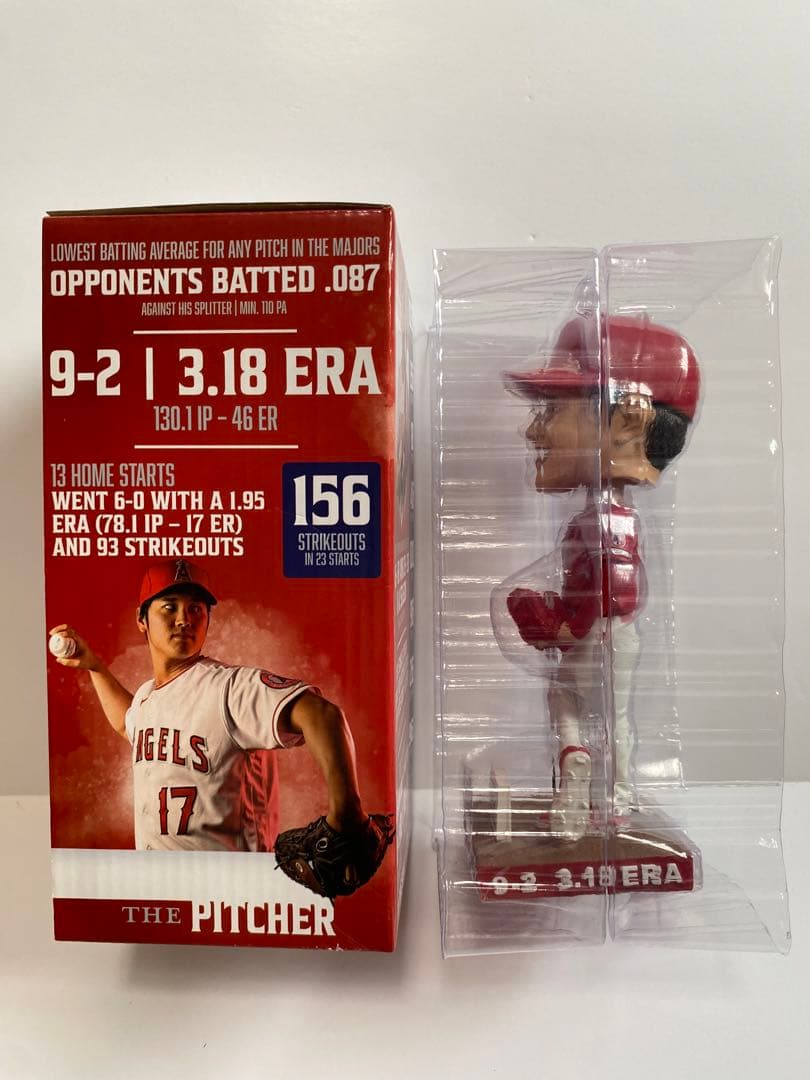 LOWEST BATTING AVERAGE FOR ANY PITCH IN THE MAJORS
OPPONENTS BATTED .087
AGAINST HIS SPLITTER | MIN. 110 PA
9-2 | 3.18 ERA
130.1 IP – 46 ER
13 HOME STARTS
WENT 6-0 WITH A 1.95
ERA (78.1 IP – 17 ER)
AND 93 STRIKEOUTS
156
STRIKEOUTS
IN 23 STARTS
A
ANGELS
17
THE PITCHER
9-2 3.18 ERA